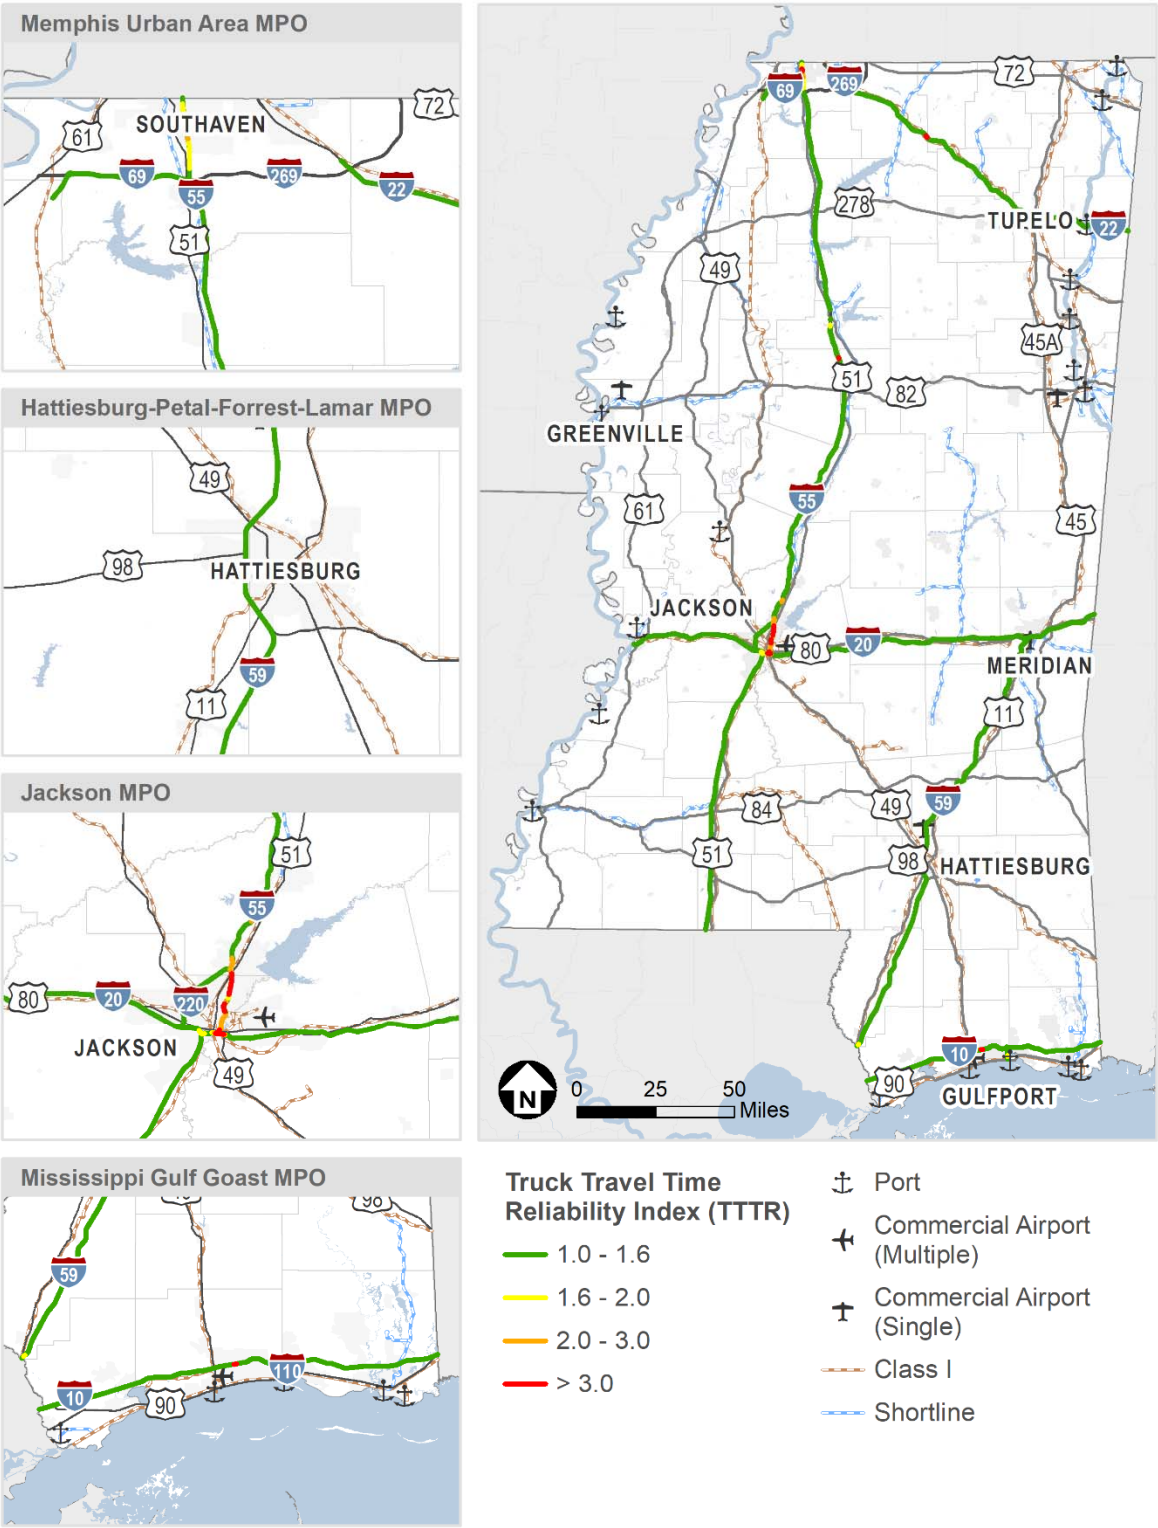 Memphis Urban Area MPO
72
61
SOUTHAVEN
69
269
55
22
51
Hattiesburg-Petal-Forrest-Lamar MPO
49
98
HATTIESBURG
59
11
Jackson MPO
51
55
80
20
220
JACKSON
49
Mississippi Gulf Goast MPO
98
59
110
10
90
72
69
269
278
TUPELO
22
49
45A
51
82
GREENVILLE
55
61
45
JACKSON
80
20
MERIDIAN
11
59
84
49
51
98
HATTIESBURG
10
90
GULFPORT
N
0 25 50
Miles
Truck Travel Time
Reliability Index (TTTR)
1.0 - 1.6
1.6 - 2.0
2.0 - 3.0
> 3.0
Port
Commercial Airport
(Multiple)
Commercial Airport
(Single)
Class I
Shortline